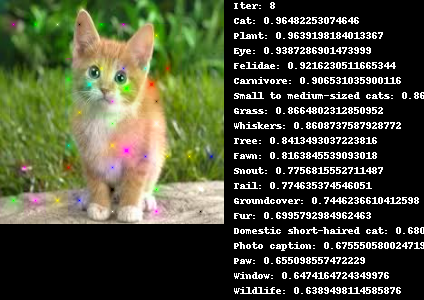 Iter: 8
Cat: 0.96482253074646
Plant: 0.9639198184013367
Eye: 0.9387286901473999
Felidae: 0.9216230511665344
Carnivore: 0.906531035900116
Small to medium-sized cats: 0.86
Grass: 0.8664802312850952
Whiskers: 0.8608737587928772
Tree: 0.8413493037223816
Fawn: 0.8163845539093018
Snout: 0.7756815552711487
Tail: 0.774635374546051
Groundcover: 0.7446236610412598
Fur: 0.6995792984962463
Domestic short-haired cat: 0.680
Photo caption: 0.675550580024719
Paw: 0.655098557472229
Window: 0.6474164724349976
Wildlife: 0.6389498114585876